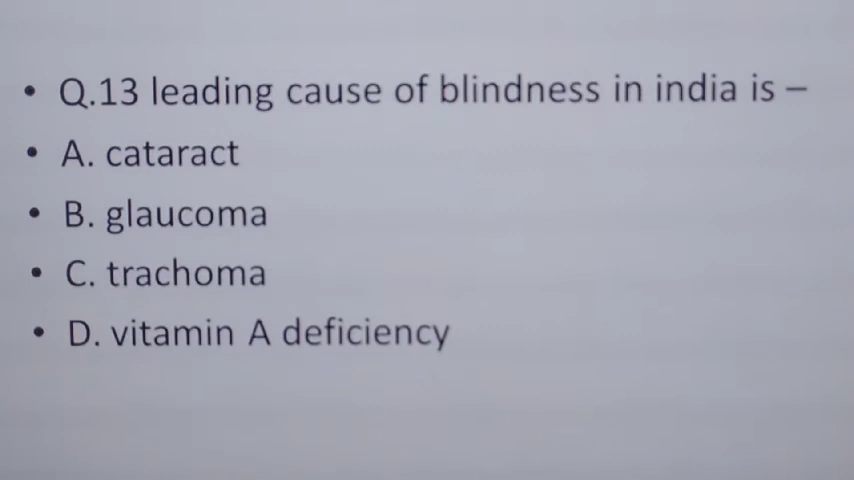 • Q.13 leading cause of blindness in india is –
• A. cataract
• B. glaucoma
• C. trachoma
• D. vitamin A deficiency